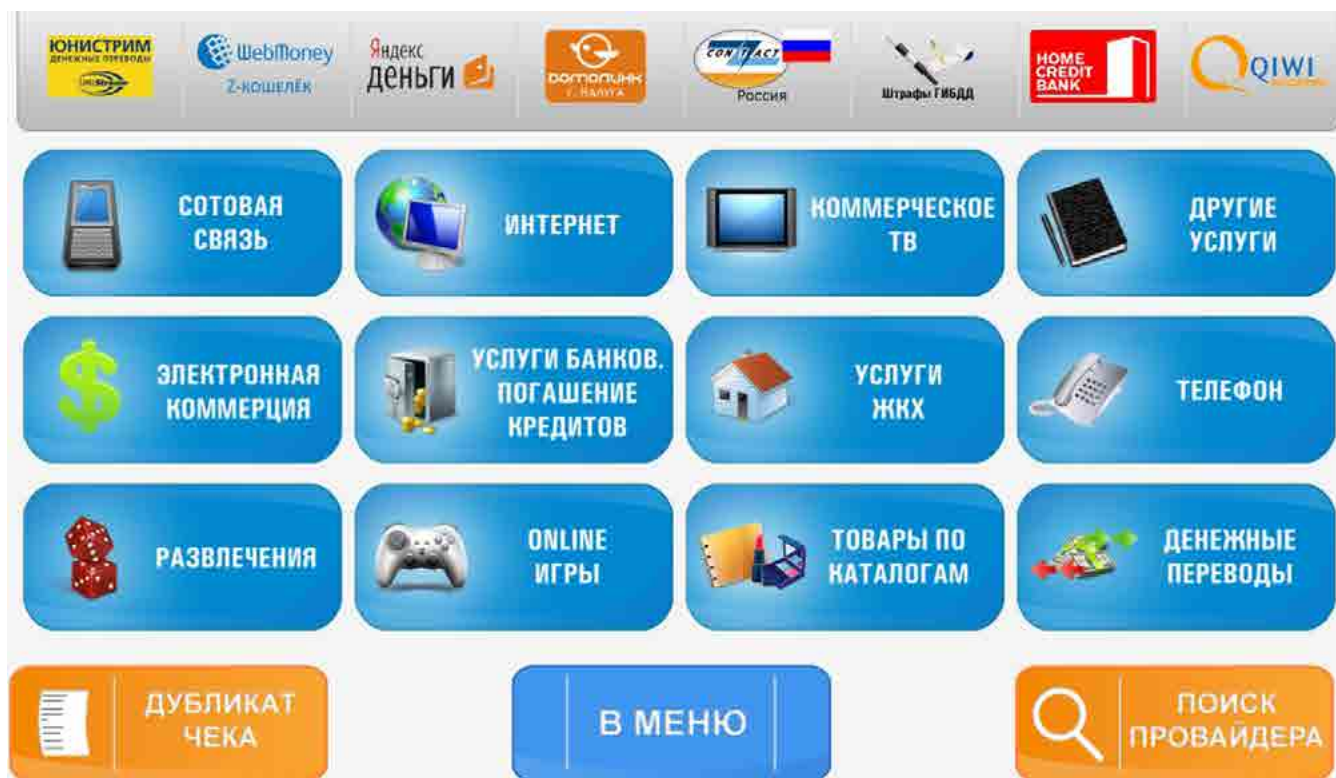 ЮНИСТРИМ
ДЕНЕЖНЫЕ ПЕРЕВОДЫ
UNIStream
WebMoney
Z-кошелёк
Яндекс
деньги
Домолинк
г. КАЛУГА
CONTACT
Россия
Штрафы ГИБДД
HOME
CREDIT
BANK
QIWI
СОТОВАЯ
СВЯЗЬ
ИНТЕРНЕТ
КОММЕРЧЕСКОЕ
ТВ
ДРУГИЕ
УСЛУГИ
ЭЛЕКТРОННАЯ
КОММЕРЦИЯ
УСЛУГИ БАНКОВ.
ПОГАШЕНИЕ
КРЕДИТОВ
УСЛУГИ
ЖКХ
ТЕЛЕФОН
РАЗВЛЕЧЕНИЯ
ONLINE
ИГРЫ
ТОВАРЫ ПО
КАТАЛОГАМ
ДЕНЕЖНЫЕ
ПЕРЕВОДЫ
ДУБЛИКАТ
ЧЕКА
В МЕНЮ
ПОИСК
ПРОВАЙДЕРА